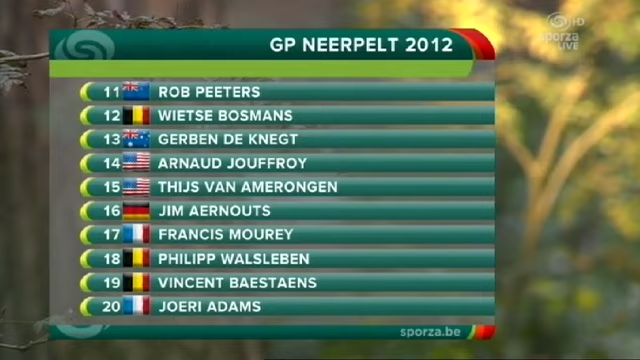 HD
sporza
LIVE
GP NEERPELT 2012
11 ROB PEETERS
12 WIETSE BOSMANS
13 GERBEN DE KNEGT
14 ARNAUD JOUFFROY
15 THIJS VAN AMERONGEN
16 JIM AERNOUTS
17 FRANCIS MOUREY
18 PHILIPP WALSLEBEN
19 VINCENT BAESTAENS
20 JOERI ADAMS
sporza.be